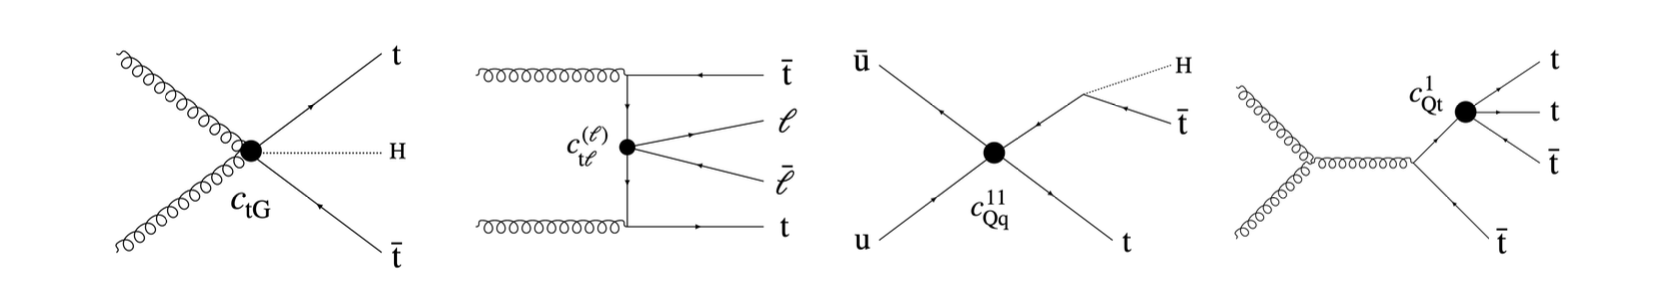 t
H
t̄
c_tG
t̄
ℓ
ℓ̄
t
c_tℓ^(ℓ)
ū
u
H
t̄
t
c_Qq^11
t
t
t̄
t̄
c_Qt^1